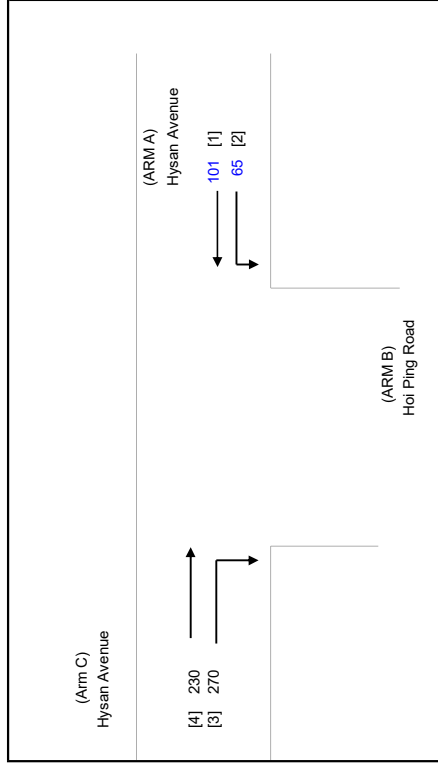 (ARM A)
Hysan Avenue
101 [1]
65 [2]
(Arm C)
Hysan Avenue
[4] 230
[3] 270
(ARM B)
Hoi Ping Road